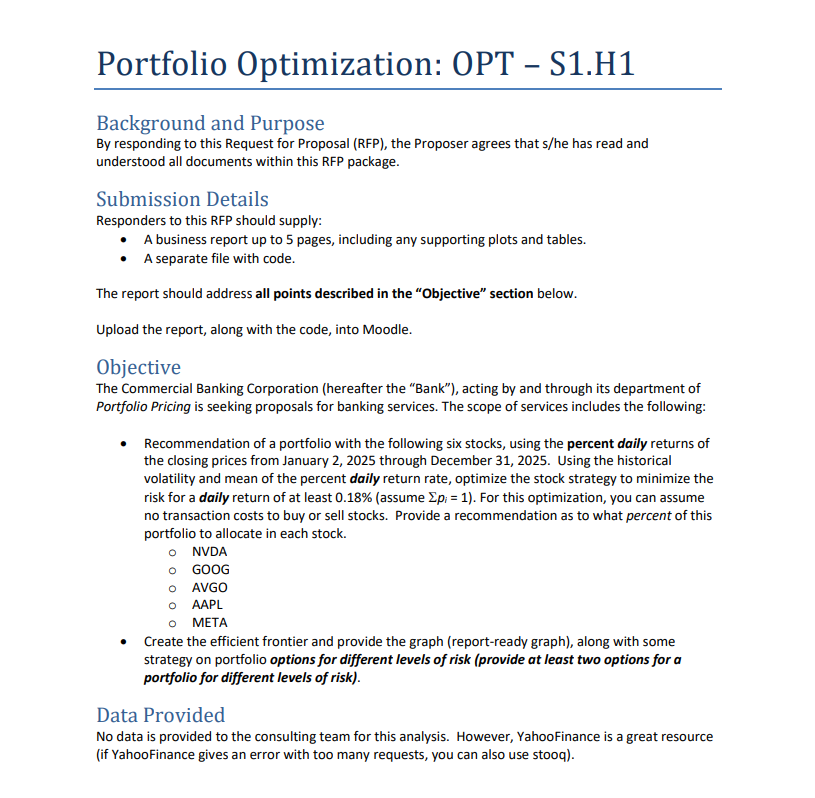 Portfolio Optimization: OPT – S1.H1
Background and Purpose
By responding to this Request for Proposal (RFP), the Proposer agrees that s/he has read and
understood all documents within this RFP package.
Submission Details
Responders to this RFP should supply:
• A business report up to 5 pages, including any supporting plots and tables.
• A separate file with code.
The report should address all points described in the “Objective” section below.
Upload the report, along with the code, into Moodle.
Objective
The Commercial Banking Corporation (hereafter the “Bank”), acting by and through its department of
Portfolio Pricing is seeking proposals for banking services. The scope of services includes the following:
• Recommendation of a portfolio with the following six stocks, using the percent daily returns of
the closing prices from January 2, 2025 through December 31, 2025. Using the historical
volatility and mean of the percent daily return rate, optimize the stock strategy to minimize the
risk for a daily return of at least 0.18% (assume Σpi = 1). For this optimization, you can assume
no transaction costs to buy or sell stocks. Provide a recommendation as to what percent of this
portfolio to allocate in each stock.
o NVDA
o GOOG
o AVGO
o AAPL
o META
• Create the efficient frontier and provide the graph (report-ready graph), along with some
strategy on portfolio options for different levels of risk (provide at least two options for a
portfolio for different levels of risk).
Data Provided
No data is provided to the consulting team for this analysis. However, YahooFinance is a great resource
(if YahooFinance gives an error with too many requests, you can also use stooq).